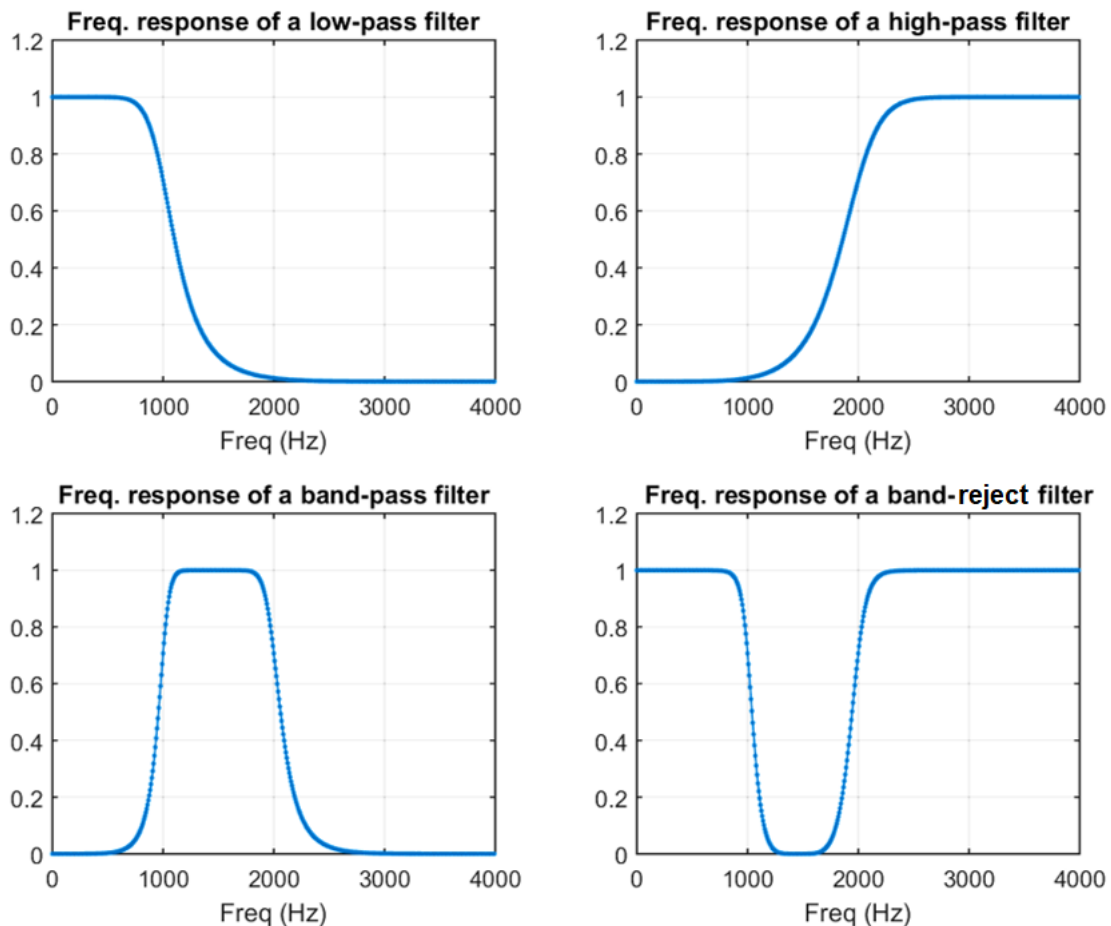 Freq. response of a low-pass filter
1.2
1
0.8
0.6
0.4
0.2
0
0 1000 2000 3000 4000
Freq (Hz)
Freq. response of a high-pass filter
1.2
1
0.8
0.6
0.4
0.2
0
0 1000 2000 3000 4000
Freq (Hz)
Freq. response of a band-pass filter
1.2
1
0.8
0.6
0.4
0.2
0
0 1000 2000 3000 4000
Freq (Hz)
Freq. response of a band-reject filter
1.2
1
0.8
0.6
0.4
0.2
0
0 1000 2000 3000 4000
Freq (Hz)